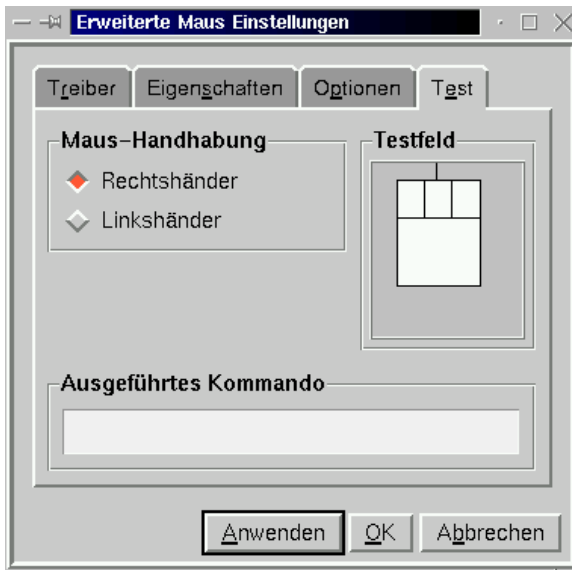 Erweiterte Maus Einstellungen
Treiber Eigenschaften Optionen Test
Maus-Handhabung
Rechtshänder
Linkshänder
Testfeld
Ausgeführtes Kommando
Anwenden OK Abbrechen